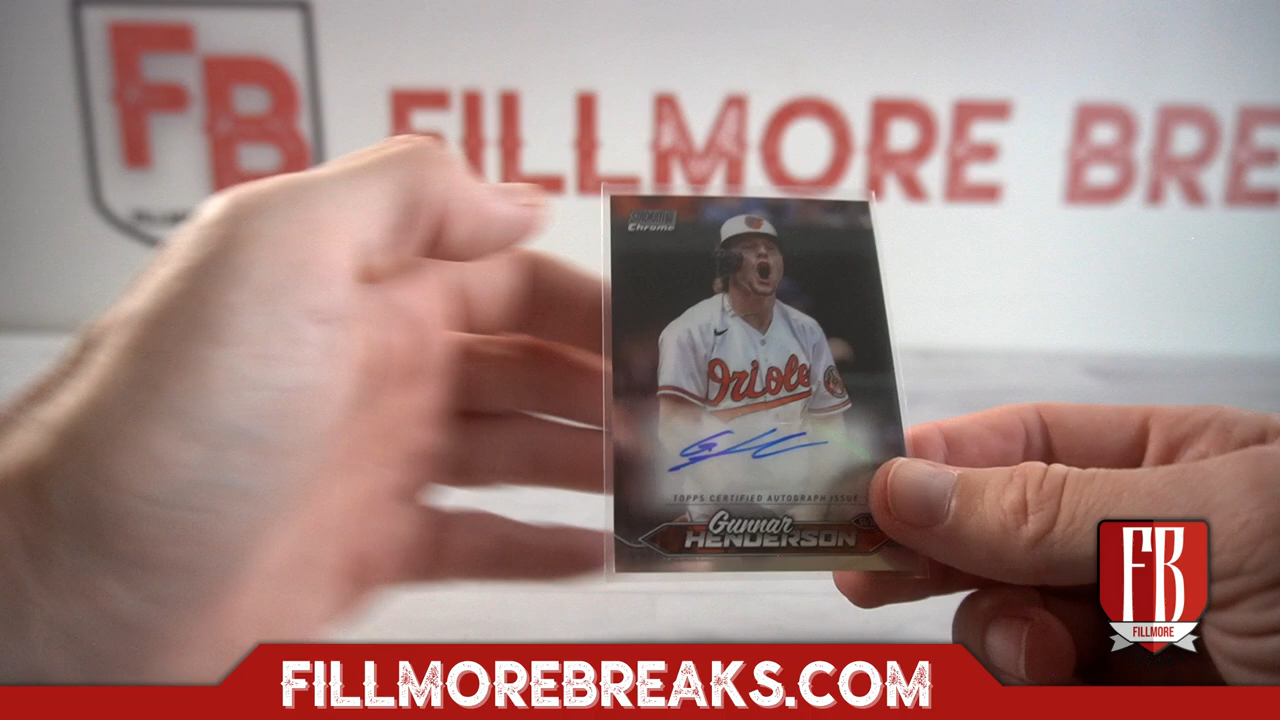 FB
FILLMORE BRE
STADIUM
Chrome
Orioles
TOPPS CERTIFIED AUTOGRAPH ISSUE
Gunnar
HENDERSON
FB
FILLMORE
FILLMOREBREAKS.COM